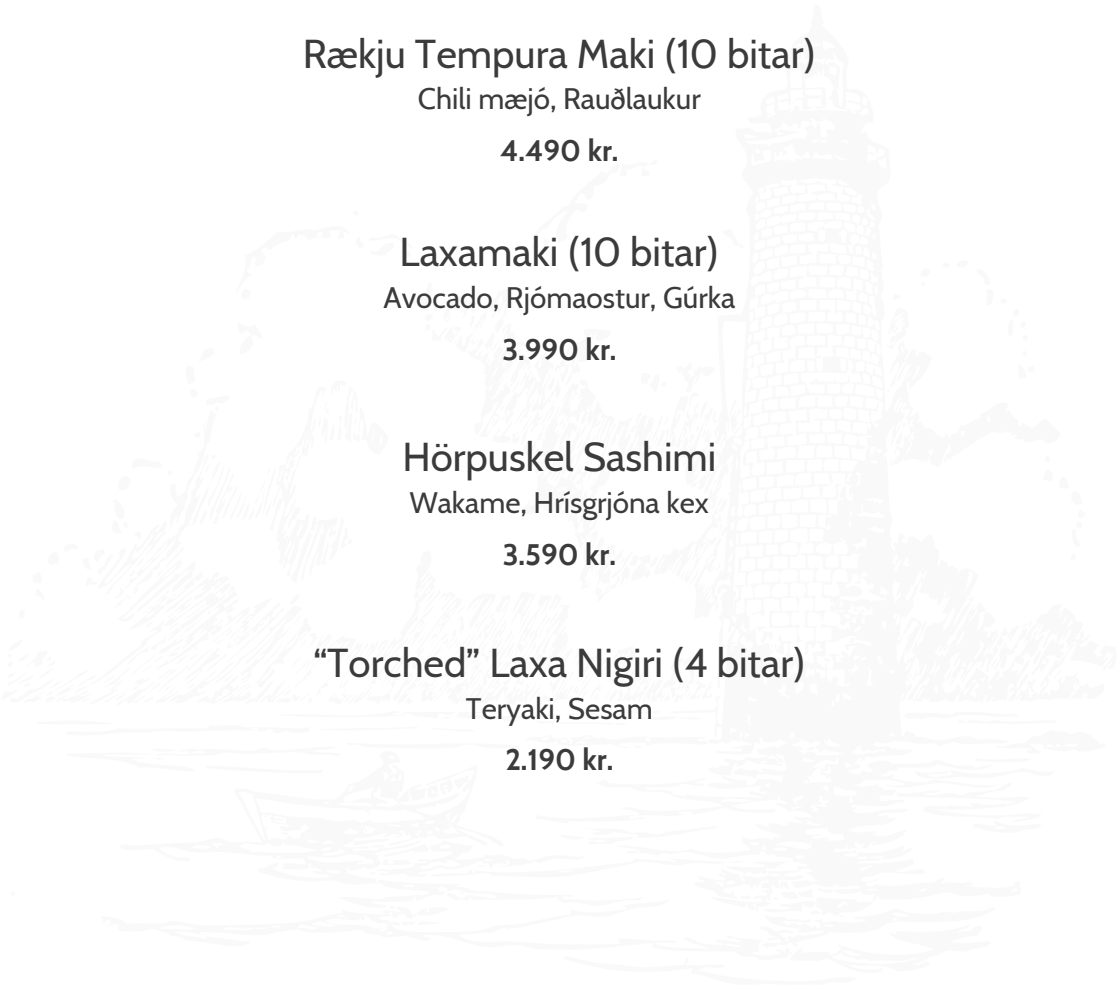 Rækju Tempura Maki (10 bitar)
Chili mæjó, Rauðlaukur
4.490 kr.
Laxamaki (10 bitar)
Avocado, Rjómaostur, Gúrka
3.990 kr.
Hörpuskel Sashimi
Wakame, Hrísgrjóna kex
3.590 kr.
“Torched” Laxa Nigiri (4 bitar)
Teryaki, Sesam
2.190 kr.